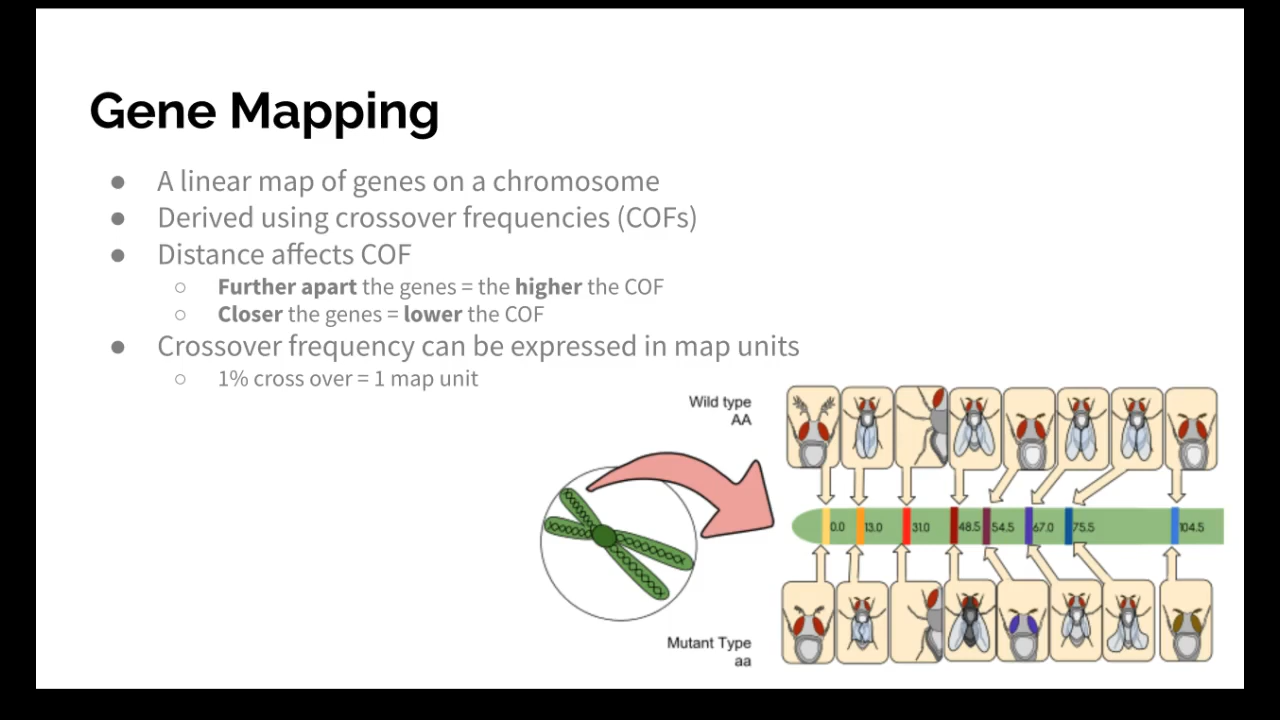 Gene Mapping
● A linear map of genes on a chromosome
● Derived using crossover frequencies (COFs)
● Distance affects COF
○ Further apart the genes = the higher the COF
○ Closer the genes = lower the COF
● Crossover frequency can be expressed in map units
○ 1% cross over = 1 map unit
Wild type
AA
0.0 13.0 31.0 48.5 54.5 67.0 75.5 104.5
Mutant Type
aa